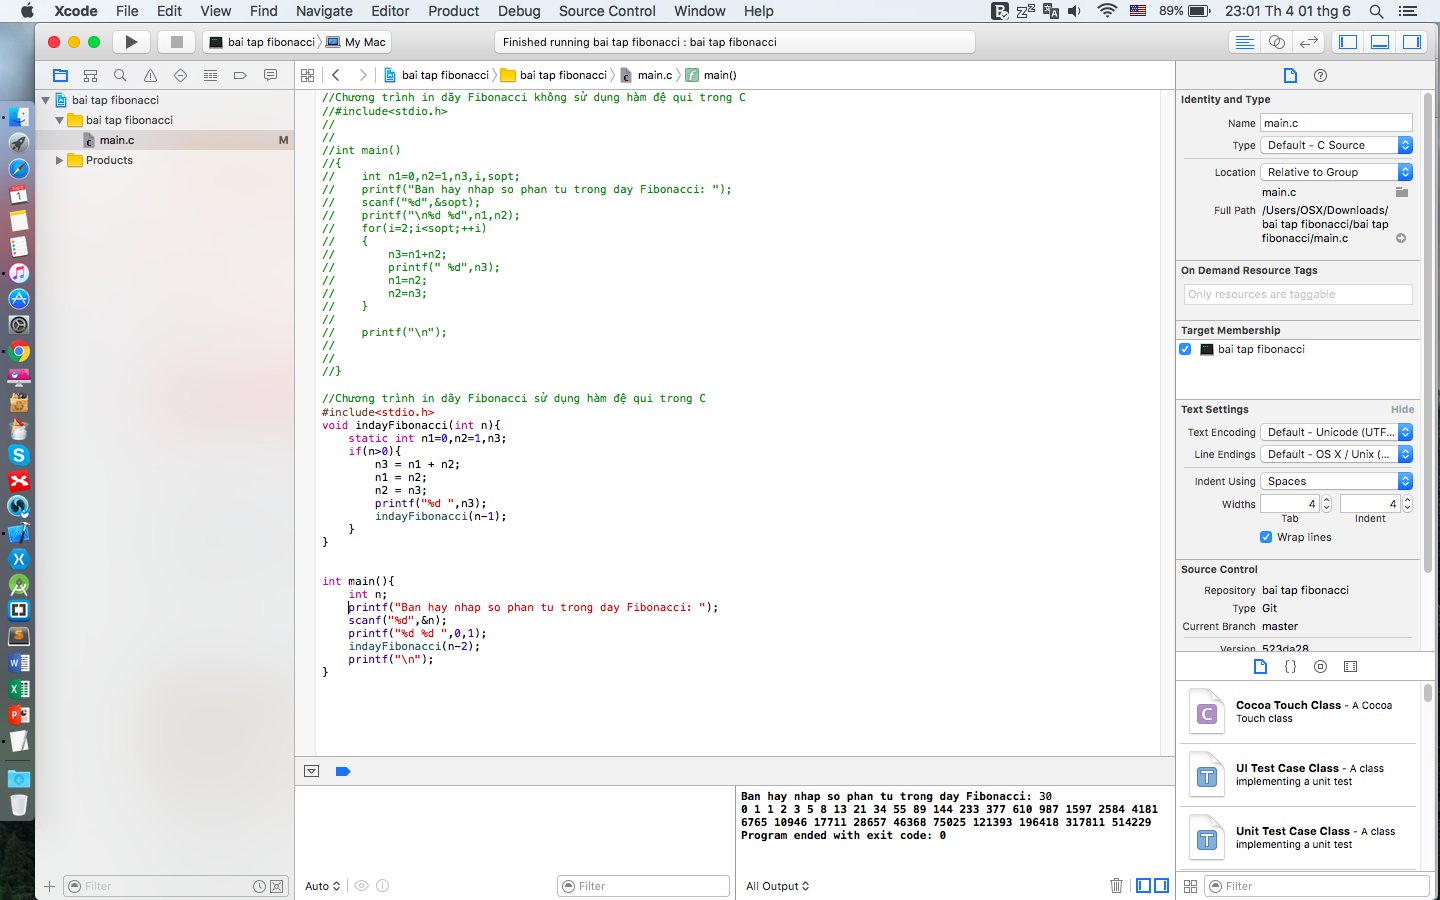 Xcode File Edit View Find Navigate Editor Product Debug Source Control Window Help 89% 23:01 Th 4 01 thg 6
bai tap fibonacci My Mac Finished running bai tap fibonacci : bai tap fibonacci
bai tap fibonacci bai tap fibonacci main.c main()
bai tap fibonacci
bai tap fibonacci
main.c M
Products
//Chương trình in dãy Fibonacci không sử dụng hàm đệ qui trong C
//#include<stdio.h>
//
//
//int main()
//{
//    int n1=0,n2=1,n3,i,sopt;
//    printf("Ban hay nhap so phan tu trong day Fibonacci: ");
//    scanf("%d",&sopt);
//    printf("\n%d %d",n1,n2);
//    for(i=2;i<sopt;++i)
//    {
//        n3=n1+n2;
//        printf(" %d",n3);
//        n1=n2;
//        n2=n3;
//    }
//
//    printf("\n");
//
//
//}
//Chương trình in dãy Fibonacci sử dụng hàm đệ qui trong C
#include<stdio.h>
void indayFibonacci(int n){
    static int n1=0,n2=1,n3;
    if(n>0){
        n3 = n1 + n2;
        n1 = n2;
        n2 = n3;
        printf("%d ",n3);
        indayFibonacci(n-1);
    }
}
int main(){
    int n;
    printf("Ban hay nhap so phan tu trong day Fibonacci: ");
    scanf("%d",&n);
    printf("%d %d ",0,1);
    indayFibonacci(n-2);
    printf("\n");
}
Ban hay nhap so phan tu trong day Fibonacci: 30
0 1 1 2 3 5 8 13 21 34 55 89 144 233 377 610 987 1597 2584 4181
6765 10946 17711 28657 46368 75025 121393 196418 317811 514229
Program ended with exit code: 0
Filter
Auto
Filter
All Output
Identity and Type
Name main.c
Type Default - C Source
Location Relative to Group
main.c
Full Path /Users/OSX/Downloads/
bai tap fibonacci/bai tap
fibonacci/main.c
On Demand Resource Tags
Only resources are taggable
Target Membership
bai tap fibonacci
Text Settings Hide
Text Encoding Default - Unicode (UTF...
Line Endings Default - OS X / Unix (...
Indent Using Spaces
Widths 4 4
Tab Indent
Wrap lines
Source Control
Repository bai tap fibonacci
Type Git
Current Branch master
Version 523da28
Cocoa Touch Class - A Cocoa
Touch class
UI Test Case Class - A class
implementing a unit test
Unit Test Case Class - A class
implementing a unit test
Filter